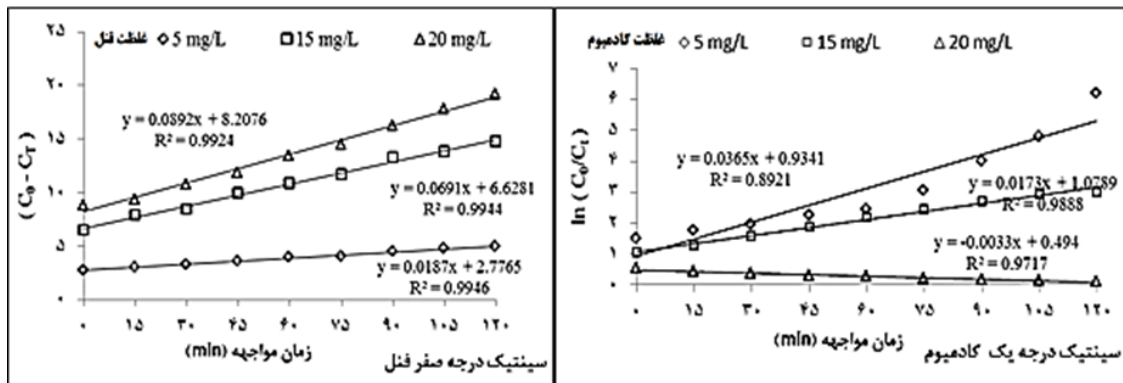 غلظت فنل ◇ 5 mg/L □ 15 mg/L △ 20 mg/L
( C₀ – C_T )
۲۵
۲۰
۱۵
۱۰
۵
۰
y = 0.0892x + 8.2076
R² = 0.9924
y = 0.0691x + 6.6281
R² = 0.9944
y = 0.0187x + 2.7765
R² = 0.9946
۰ ۱۵ ۳۰ ۴۵ ۶۰ ۷۵ ۹۰ ۱۰۵ ۱۲۰
زمان مواجهه (min)
سینتیک درجه صفر فنل
غلظت کادمیوم ◇ 5 mg/L □ 15 mg/L △ 20 mg/L
ln ( C₀/Cₜ )
۷
۶
۵
۴
۳
۲
۱
۰
y = 0.0365x + 0.9341
R² = 0.8921
y = 0.0173x + 1.0789
R² = 0.9888
y = -0.0033x + 0.494
R² = 0.9717
۰ ۱۵ ۳۰ ۴۵ ۶۰ ۷۵ ۹۰ ۱۰۵ ۱۲۰
زمان مواجهه (min)
سینتیک درجه یک کادمیوم